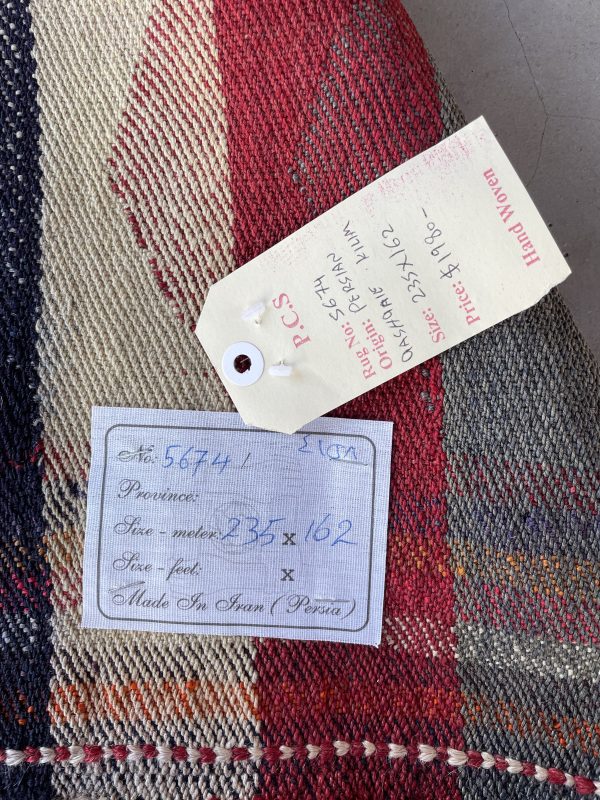 P.C.S
Rug No: 5674
Origin: PERSIAN
QASHQAIE. KILIM
Size: 235X162
Price: £1980-
Hand Woven
No: 5674 /
Province:
Size - meter: 235 x 162
Size - feet: x
Made In Iran ( Persia )